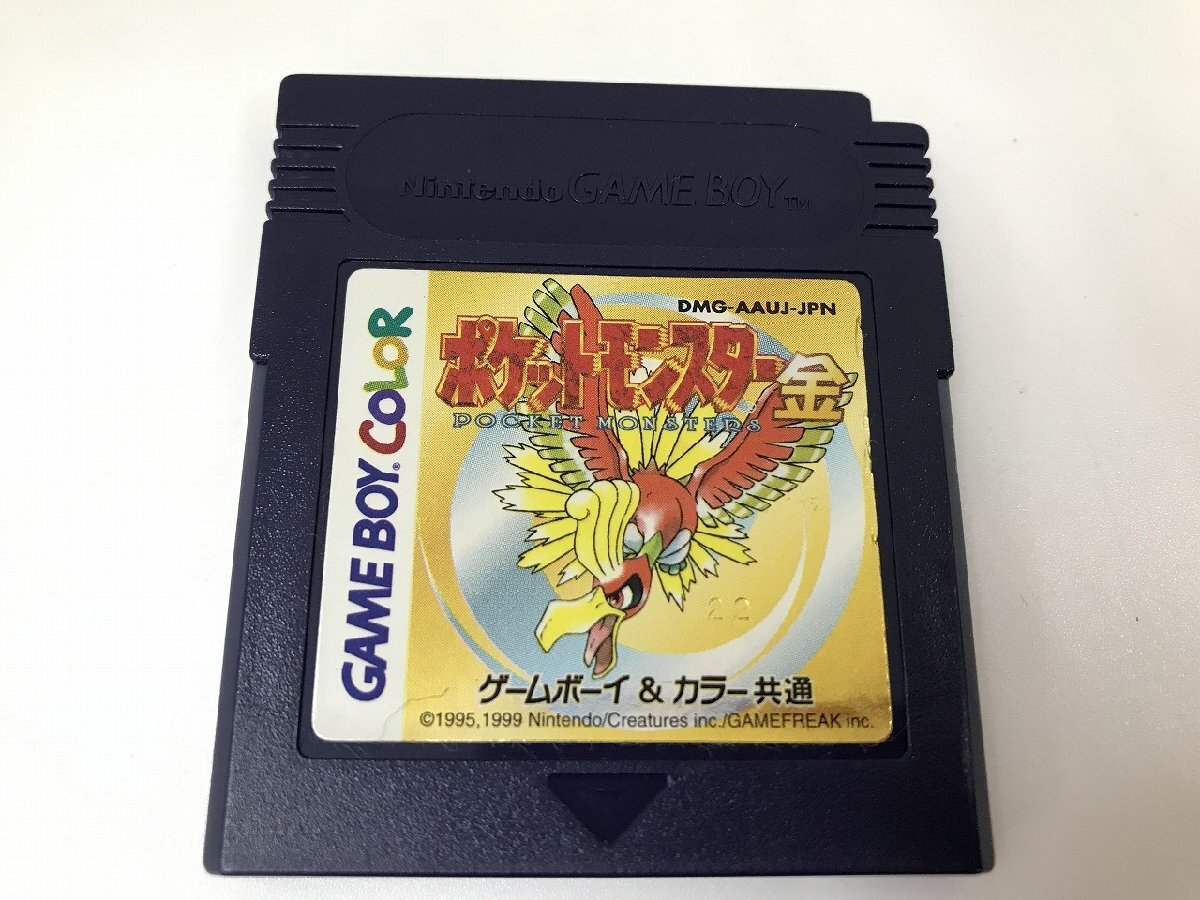 Nintendo GAME BOY TM
GAME BOY® COLOR
DMG-AAUJ-JPN
ポケットモンスター金
POCKET MONSTERS
22
ゲームボーイ & カラー共通
©1995,1999 Nintendo/Creatures inc./GAMEFREAK inc.